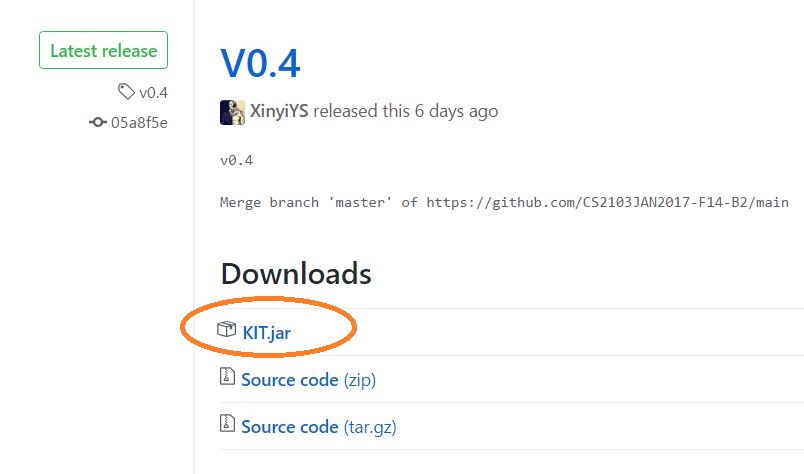 Latest release
v0.4
05a8f5e
V0.4
XinyiYS released this 6 days ago
v0.4
Merge branch 'master' of https://github.com/CS2103JAN2017-F14-B2/main
Downloads
KIT.jar
Source code (zip)
Source code (tar.gz)